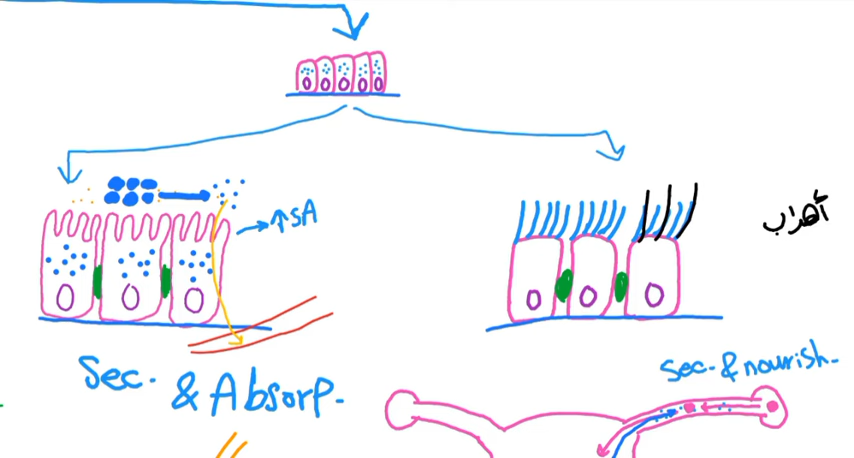 ↑SA
أهداب
Sec. & Absorp.
Sec. & nourish.